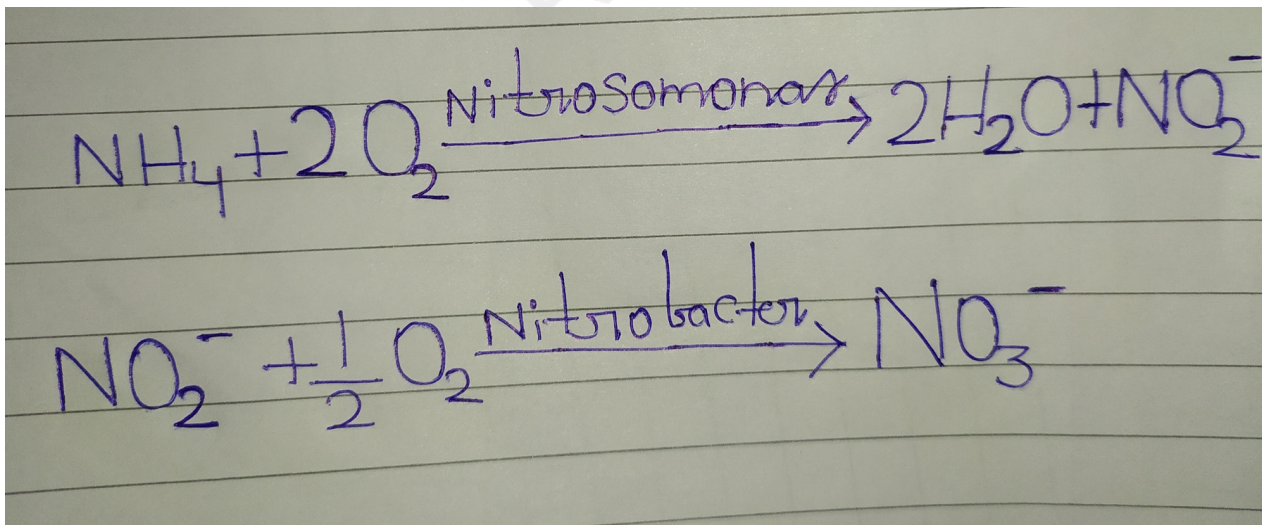 NH₄+2O₂ Nitrosomonas→ 2H₂O+NO₂⁻
NO₂⁻ +1/2 O₂ Nitrobacter→ NO₃⁻